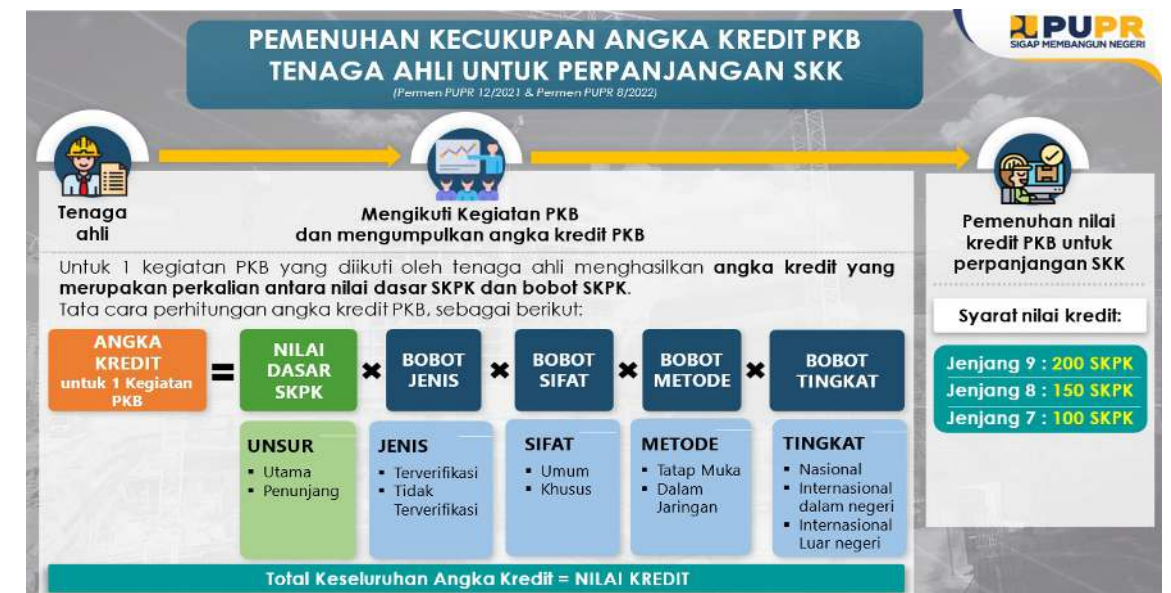 PEMENUHAN KECUKUPAN ANGKA KREDIT PKB
TENAGA AHLI UNTUK PERPANJANGAN SKK
(Permen PUPR 12/2021 & Permen PUPR 8/2022)
PUPR
SIGAP MEMBANGUN NEGERI
Tenaga
ahli
Mengikuti Kegiatan PKB
dan mengumpulkan angka kredit PKB
Untuk 1 kegiatan PKB yang diikuti oleh tenaga ahli menghasilkan angka kredit yang
merupakan perkalian antara nilai dasar SKPK dan bobot SKPK.
Tata cara perhitungan angka kredit PKB, sebagai berikut:
ANGKA
KREDIT
untuk 1 Kegiatan
PKB
=
NILAI
DASAR
SKPK
×
BOBOT
JENIS
×
BOBOT
SIFAT
×
BOBOT
METODE
×
BOBOT
TINGKAT
UNSUR
▪ Utama
▪ Penunjang
JENIS
▪ Terverifikasi
▪ Tidak
Terverifikasi
SIFAT
▪ Umum
▪ Khusus
METODE
▪ Tatap Muka
▪ Dalam
Jaringan
TINGKAT
▪ Nasional
▪ Internasional
dalam negeri
▪ Internasional
Luar negeri
Total Keseluruhan Angka Kredit = NILAI KREDIT
Pemenuhan nilai
kredit PKB untuk
perpanjangan SKK
Syarat nilai kredit:
Jenjang 9 : 200 SKPK
Jenjang 8 : 150 SKPK
Jenjang 7 : 100 SKPK